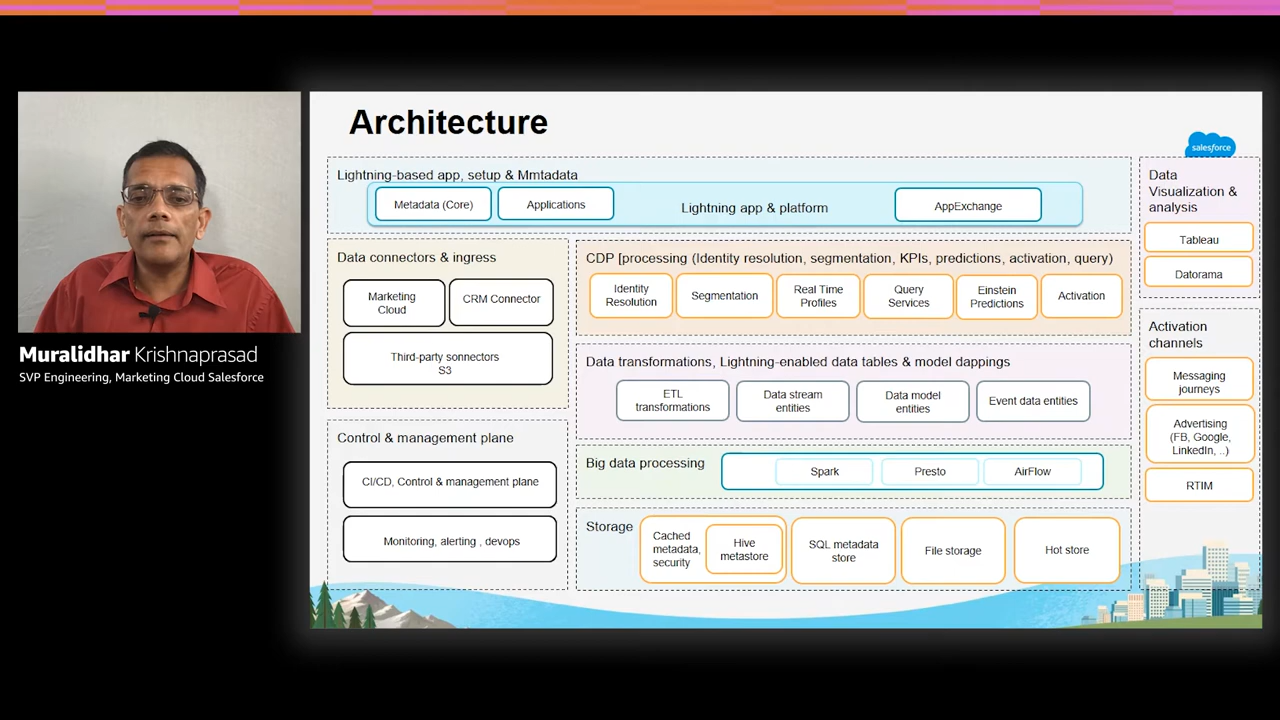 Architecture
salesforce
Lightning-based app, setup & Mmtadata
Metadata (Core)
Applications
Lightning app & platform
AppExchange
Data connectors & ingress
Marketing
Cloud
CRM Connector
Third-party sonnectors
S3
Control & management plane
CI/CD, Control & management plane
Monitoring, alerting , devops
CDP [processing (Identity resolution, segmentation, KPIs, predictions, activation, query)
Identity
Resolution
Segmentation
Real Time
Profiles
Query
Services
Einstein
Predictions
Activation
Data transformations, Lightning-enabled data tables & model dappings
ETL
transformations
Data stream
entities
Data model
entities
Event data entities
Big data processing
Spark
Presto
AirFlow
Storage
Cached
metadata,
security
Hive
metastore
SQL metadata
store
File storage
Hot store
Data
Visualization &
analysis
Tableau
Datorama
Activation
channels
Messaging
journeys
Advertising
(FB, Google,
LinkedIn, ..)
RTIM
Muralidhar Krishnaprasad
SVP Engineering, Marketing Cloud Salesforce